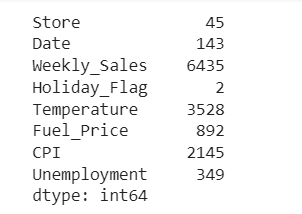 Store 45
Date 143
Weekly_Sales 6435
Holiday_Flag 2
Temperature 3528
Fuel_Price 892
CPI 2145
Unemployment 349
dtype: int64